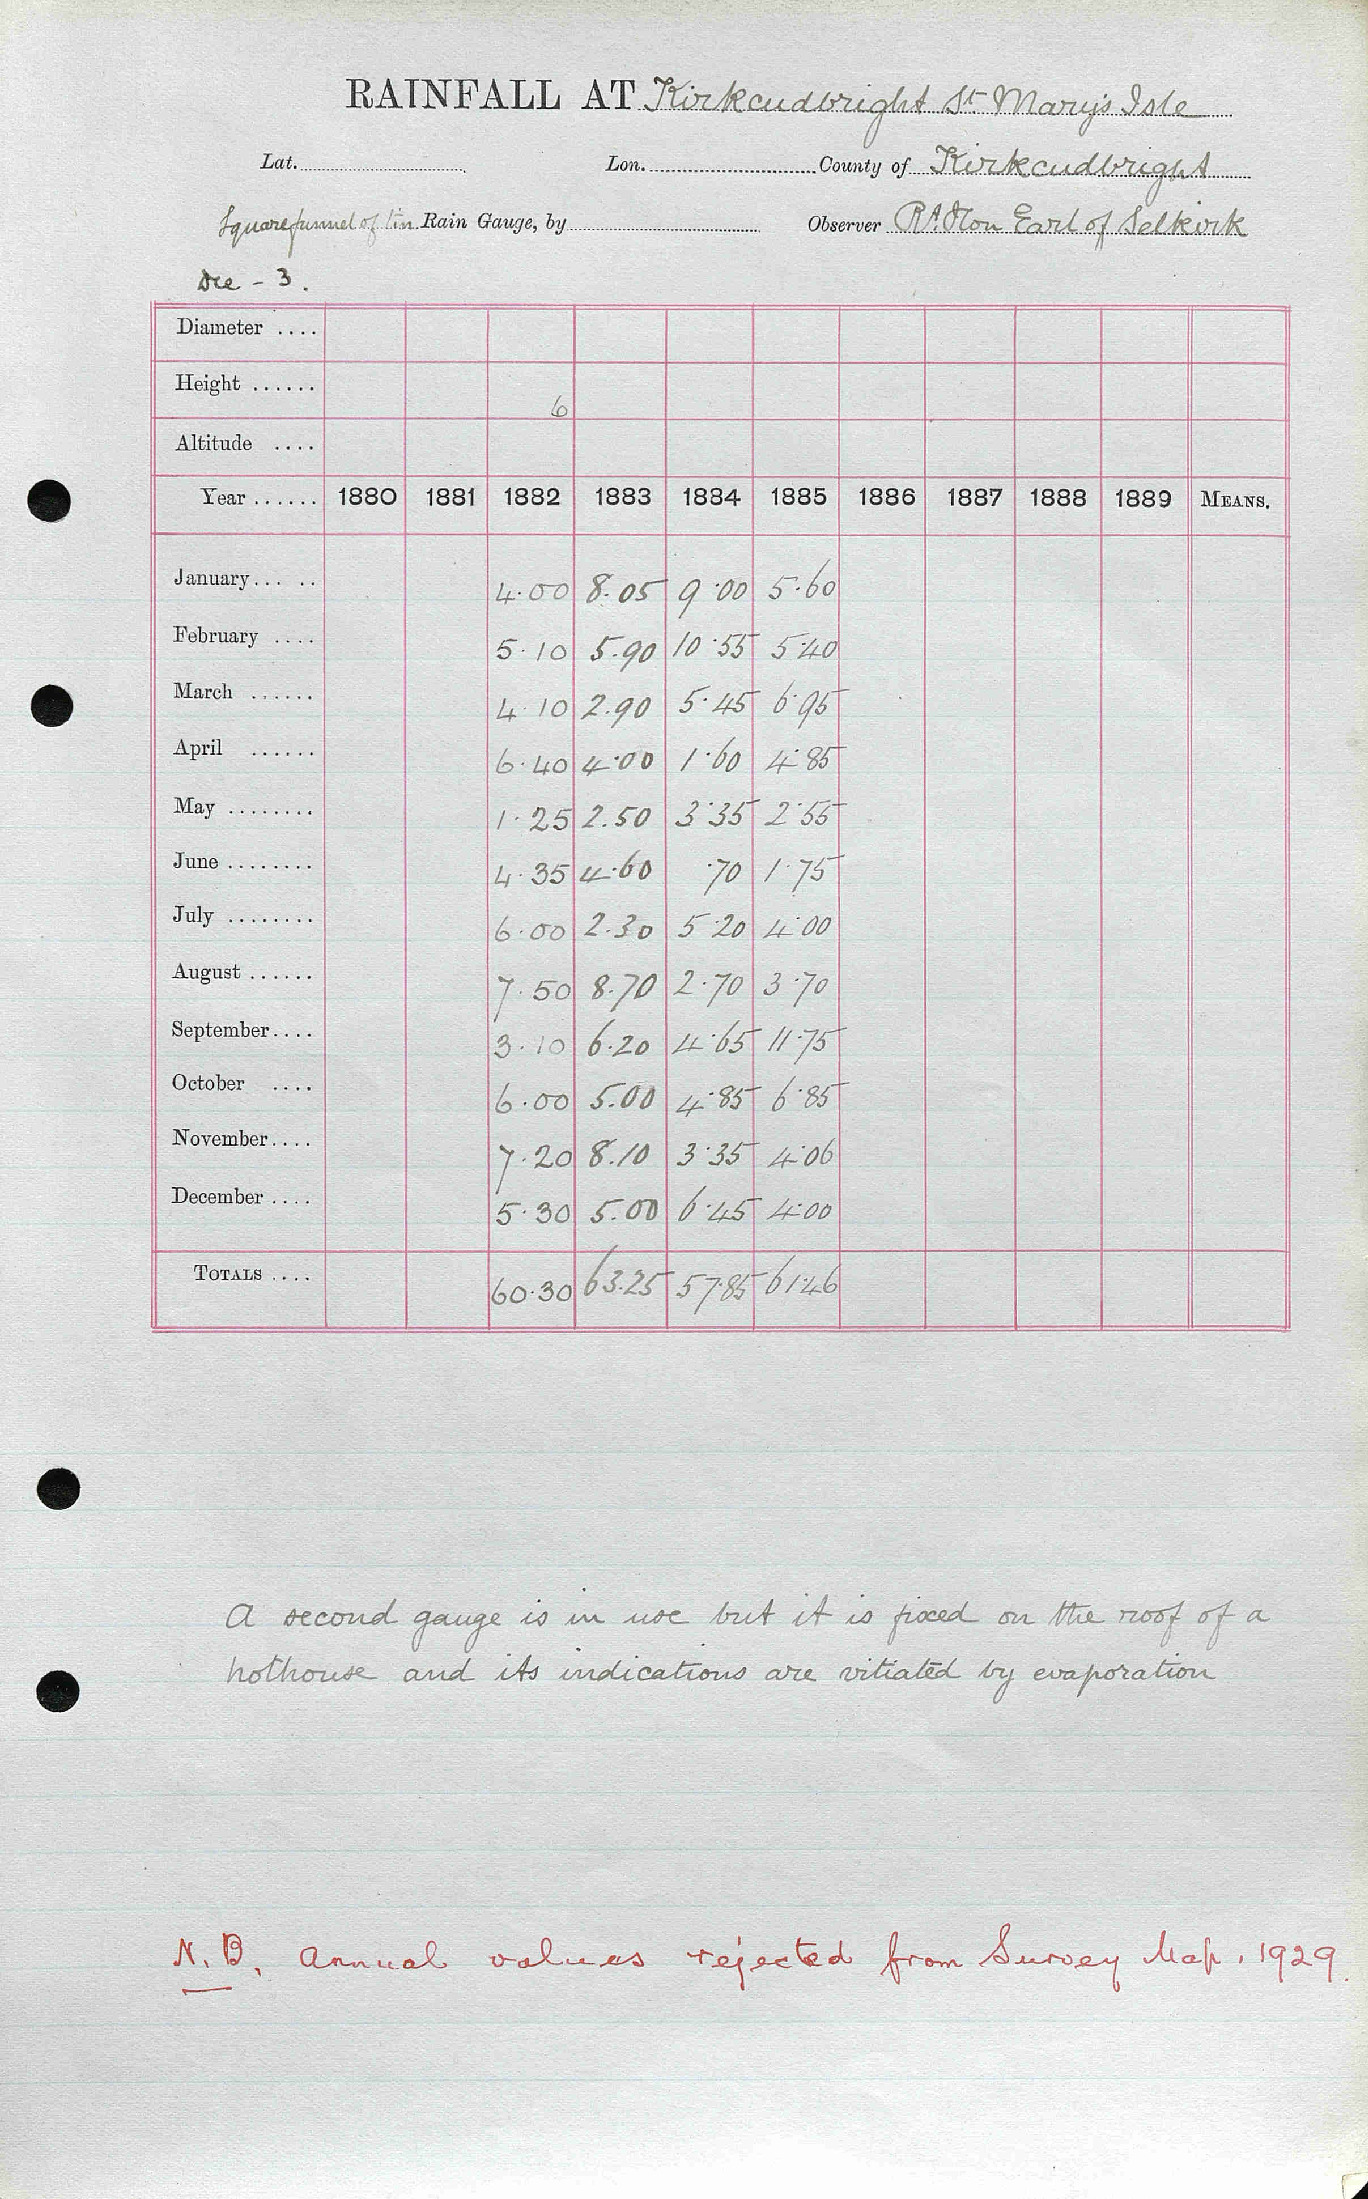 RAINFALL AT Kirkcudbright St Mary's Isle
Lat. Lon. County of Kirkcudbright
Square funnel of tin Rain Gauge, by Observer Rt. Hon Earl of Selkirk
Dee - 3.
Diameter ....
Height ...... 6
Altitude ....
Year ...... 1880 1881 1882 1883 1884 1885 1886 1887 1888 1889 MEANS.
January... .. 4.00 8.05 9.00 5.60
February .... 5.10 5.90 10.55 5.40
March ...... 4.10 2.90 5.45 6.95
April ...... 6.40 4.00 1.60 4.85
May ........ 1.25 2.50 3.35 2.55
June ........ 4.35 4.60 .70 1.75
July ........ 6.00 2.30 5.20 4.00
August ...... 7.50 8.70 2.70 3.70
September.... 3.10 6.20 4.65 11.75
October .... 6.00 5.00 4.85 6.85
November.... 7.20 8.10 3.35 4.06
December .... 5.30 5.00 6.45 4.00
TOTALS .... 60.30 63.25 57.85 61.46
A second gauge is in use but it is fixed on the roof of a
hothouse and its indications are vitiated by evaporation
N.B. Annual values rejected from Survey Map. 1929.